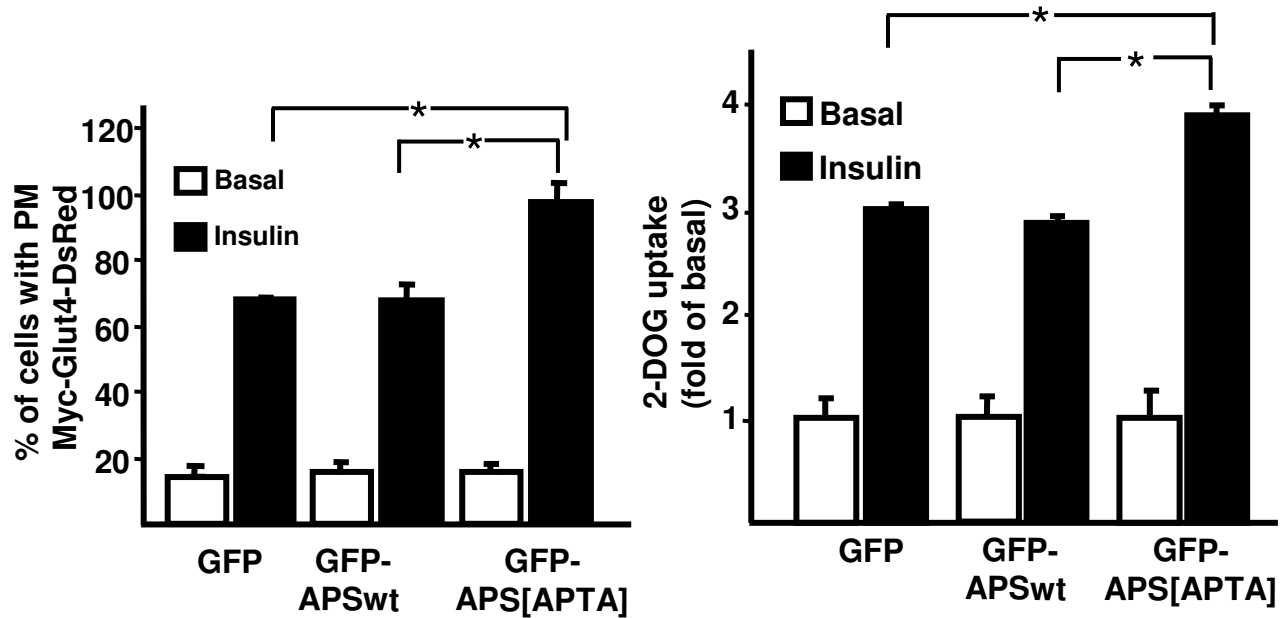 % of cells with PM
Myc-Glut4-DsRed
120
100
80
60
40
20
*
*
Basal
Insulin
GFP
GFP-
APSwt
GFP-
APS[APTA]
2-DOG uptake
(fold of basal)
4
3
2
1
*
*
Basal
Insulin
GFP
GFP-
APSwt
GFP-
APS[APTA]